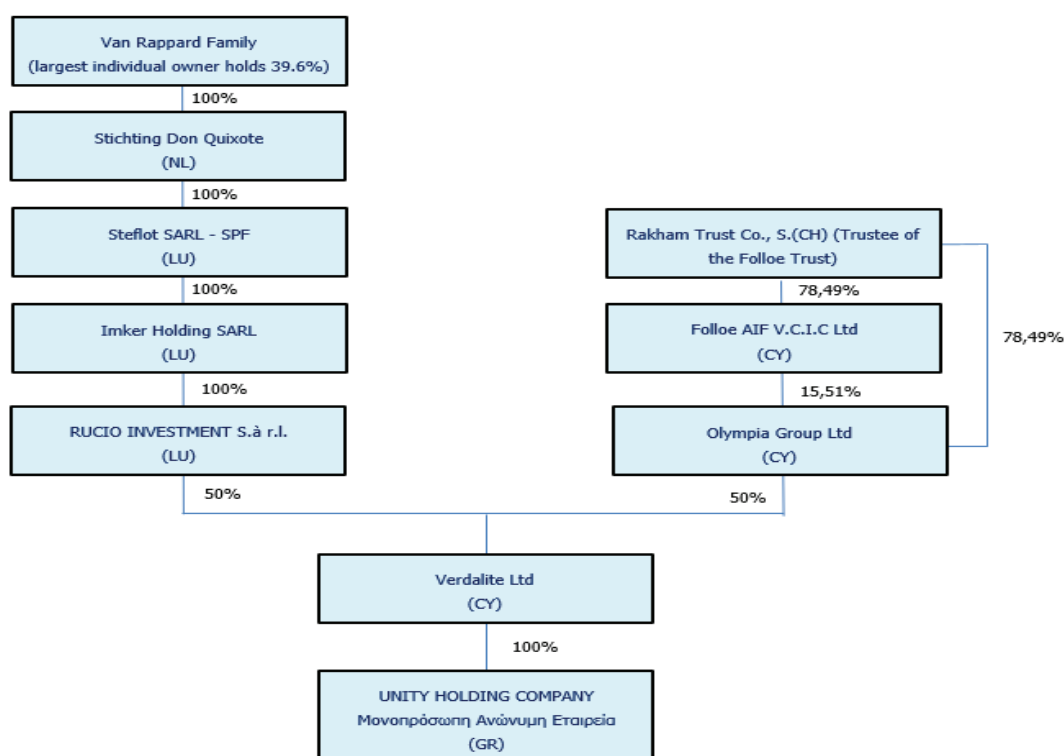 Van Rappard Family
(largest individual owner holds 39.6%)
100%
Stichting Don Quixote
(NL)
100%
Steflot SARL - SPF
(LU)
100%
Imker Holding SARL
(LU)
100%
RUCIO INVESTMENT S.à r.l.
(LU)
50%
Rakham Trust Co., S.(CH) (Trustee of
the Folloe Trust)
78,49%
Folloe AIF V.C.I.C Ltd
(CY)
78,49%
15,51%
Olympia Group Ltd
(CY)
50%
Verdalite Ltd
(CY)
100%
UNITY HOLDING COMPANY
Μονοπρόσωπη Ανώνυμη Εταιρεία
(GR)